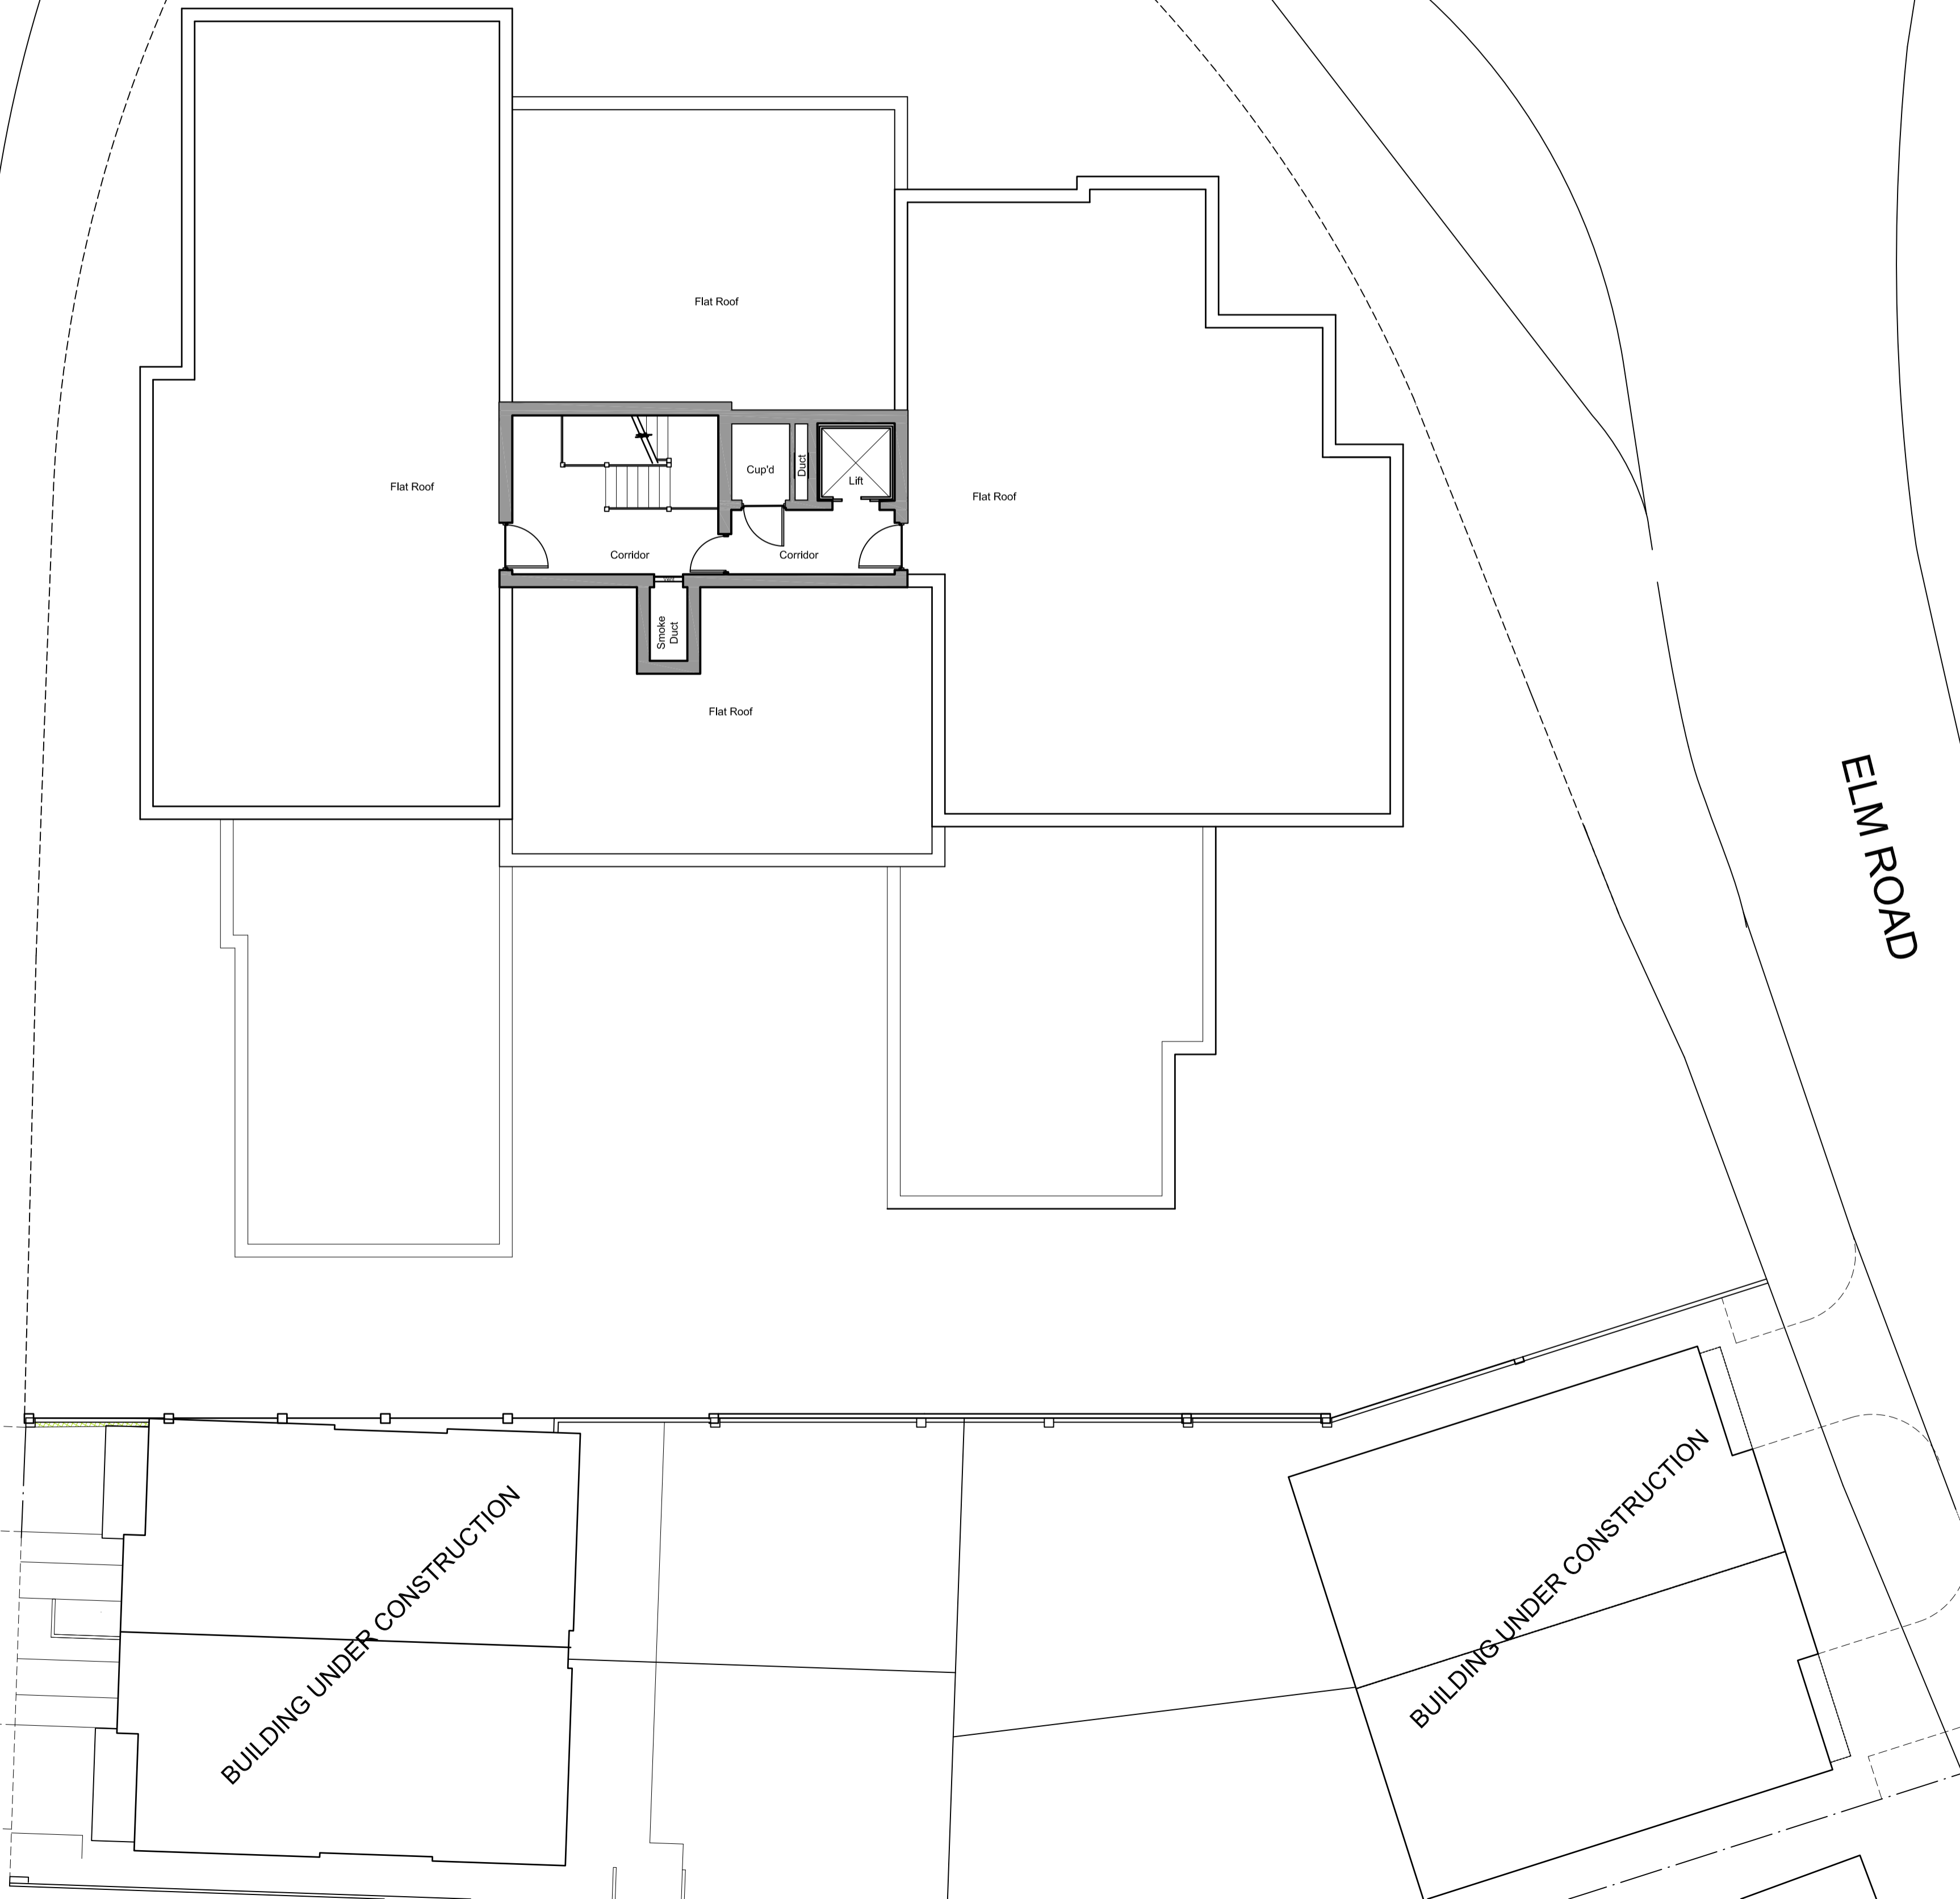 Flat Roof
Flat Roof
Flat Roof
Cup'd
Duct
Lift
Corridor
Corridor
Smoke
Duct
Flat Roof
ELM ROAD
BUILDING UNDER CONSTRUCTION
BUILDING UNDER CONSTRUCTION